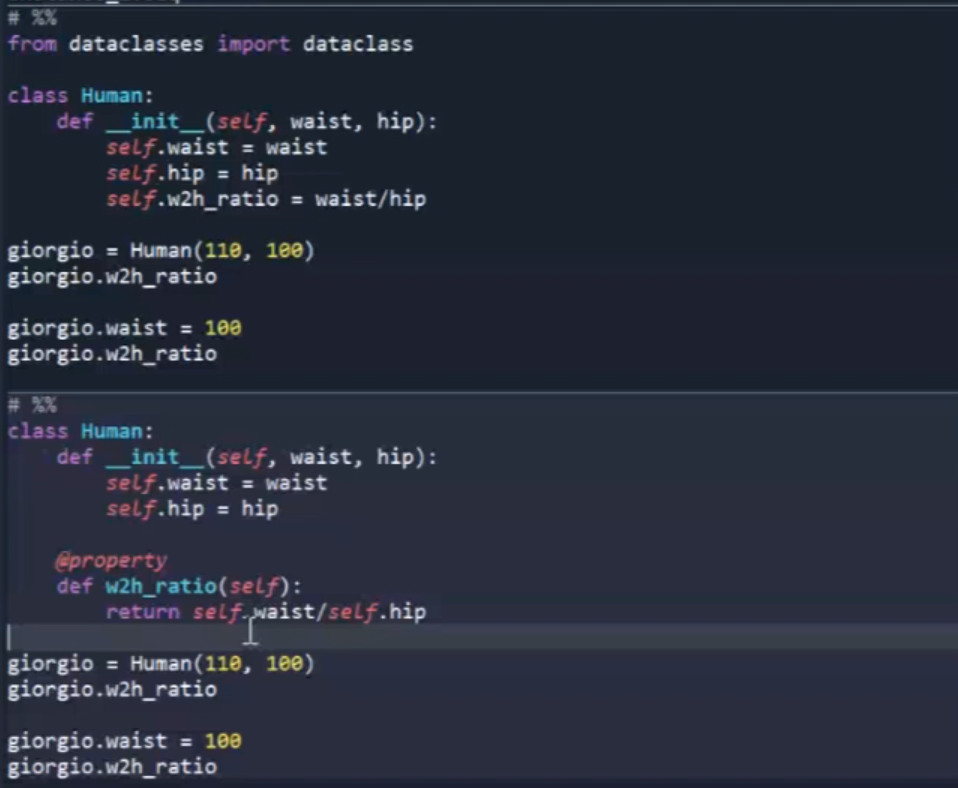 # %%
from dataclasses import dataclass
class Human:
def __init__(self, waist, hip):
self.waist = waist
self.hip = hip
self.w2h_ratio = waist/hip
giorgio = Human(110, 100)
giorgio.w2h_ratio
giorgio.waist = 100
giorgio.w2h_ratio
# %%
class Human:
def __init__(self, waist, hip):
self.waist = waist
self.hip = hip
@property
def w2h_ratio(self):
return self.waist/self.hip
giorgio = Human(110, 100)
giorgio.w2h_ratio
giorgio.waist = 100
giorgio.w2h_ratio